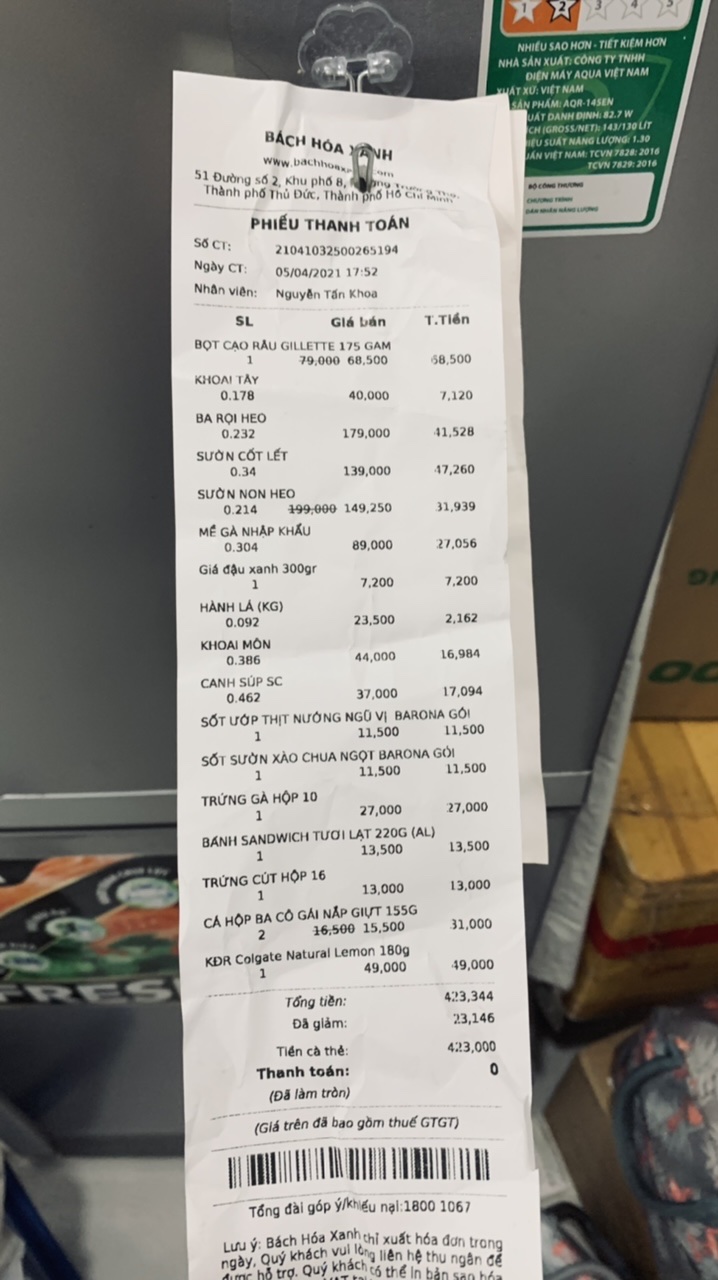 BÁCH HÓA XANH
51 Đường số 2, Khu phố 8,
Thành phố Thủ Đức, Thành phố Hồ Chí Minh
PHIẾU THANH TOÁN
Số CT: 21041032500265194
Ngày CT: 05/04/2021 17:52
Nhân viên: Nguyễn Tấn Khoa
SL Giá bán T.Tiền
BỌT CẠO RÂU GILLETTE 175 GAM
1 79,000 68,500 68,500
KHOAI TÂY
0.178 40,000 7,120
BA RỌI HEO
0.232 179,000 41,528
SƯỜN CỐT LẾT
0.34 139,000 47,260
SƯỜN NON HEO
0.214 199,000 149,250 31,939
MỀ GÀ NHẬP KHẨU
0.304 89,000 27,056
Giá đậu xanh 300gr
1 7,200 7,200
HÀNH LÁ (KG)
0.092 23,500 2,162
KHOAI MÔN
0.386 44,000 16,984
CANH SÚP SC
0.462 37,000 17,094
SỐT ƯỚP THỊT NƯỚNG NGŨ VỊ BARONA GÓI
1 11,500 11,500
SỐT SƯỜN XÀO CHUA NGỌT BARONA GÓI
1 11,500 11,500
TRỨNG GÀ HỘP 10
1 27,000 27,000
BÁNH SANDWICH TƯƠI LẠT 220G (AL)
1 13,500 13,500
TRỨNG CÚT HỘP 16
1 13,000 13,000
CÁ HỘP BA CÔ GÁI NẮP GIỰT 155G
2 16,500 15,500 31,000
KĐR Colgate Natural Lemon 180g
1 49,000 49,000
Tổng tiền: 423,344
Đã giảm: 23,146
Tiền cà thẻ: 423,000
Thanh toán: 0
(Đã làm tròn)
(Giá trên đã bao gồm thuế GTGT)
Tổng đài góp ý/khiếu nại:1800 1067
Lưu ý: Bách Hóa Xanh chỉ xuất hóa đơn trong
ngày, Quý khách vui lòng liên hệ thu ngân để
được hỗ trợ. Quý khách có thể in bản sao hóa
1 2 3 4 5
NHIỀU SAO HƠN - TIẾT KIỆM HƠN
NHÀ SẢN XUẤT: CÔNG TY TNHH
ĐIỆN MÁY AQUA VIỆT NAM
XUẤT XỨ: VIỆT NAM
SẢN PHẨM: AQR-145EN
UẤT DANH ĐỊNH: 82.7 W
ÍCH (GROSS/NET): 143/130 LÍT
IỆU SUẤT NĂNG LƯỢNG: 1.30
UẨN VIỆT NAM: TCVN 7828: 2016
TCVN 7829: 2016
BỘ CÔNG THƯƠNG
CHƯƠNG TRÌNH
DÁN NHÃN NĂNG LƯỢNG
FRES